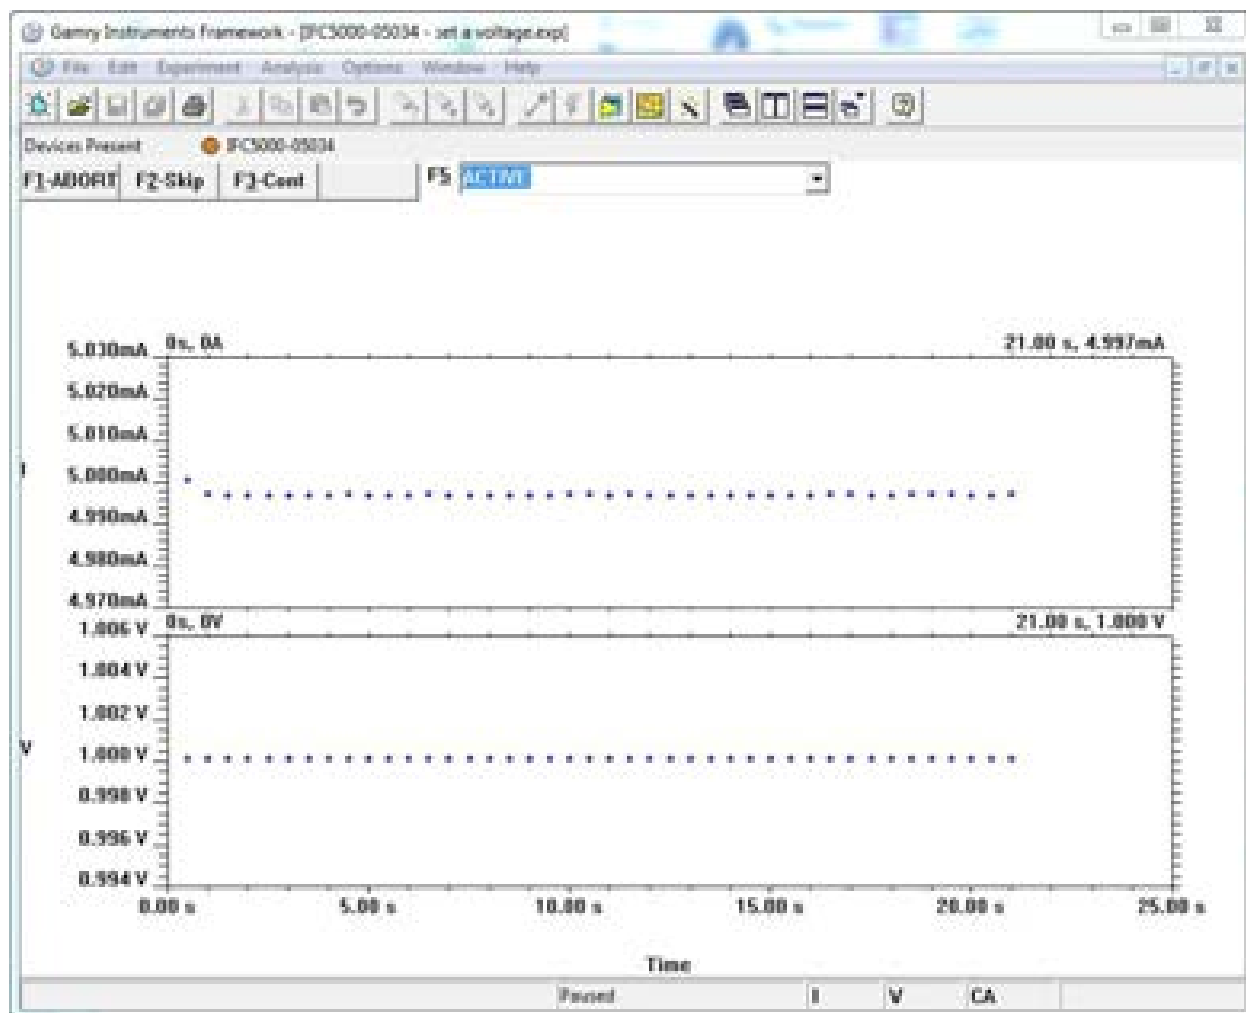 Gamry Instruments Framework - [IFC5000-05034 - set a voltage.exp]
File Edit Experiment Analysis Options Window Help
Devices Present IFC5000-05034
F1-ABORT F2-Skip F3-Cont F5 ACTIVE
0s, 0A 21.00 s, 4.997mA
5.030mA
5.020mA
5.010mA
I
5.000mA
4.990mA
4.980mA
4.970mA
0s, 0V 21.00 s, 1.000 V
1.006 V
1.004 V
1.002 V
V
1.000 V
0.998 V
0.996 V
0.994 V
0.00 s 5.00 s 10.00 s 15.00 s 20.00 s 25.00 s
Time
Paused I V CA